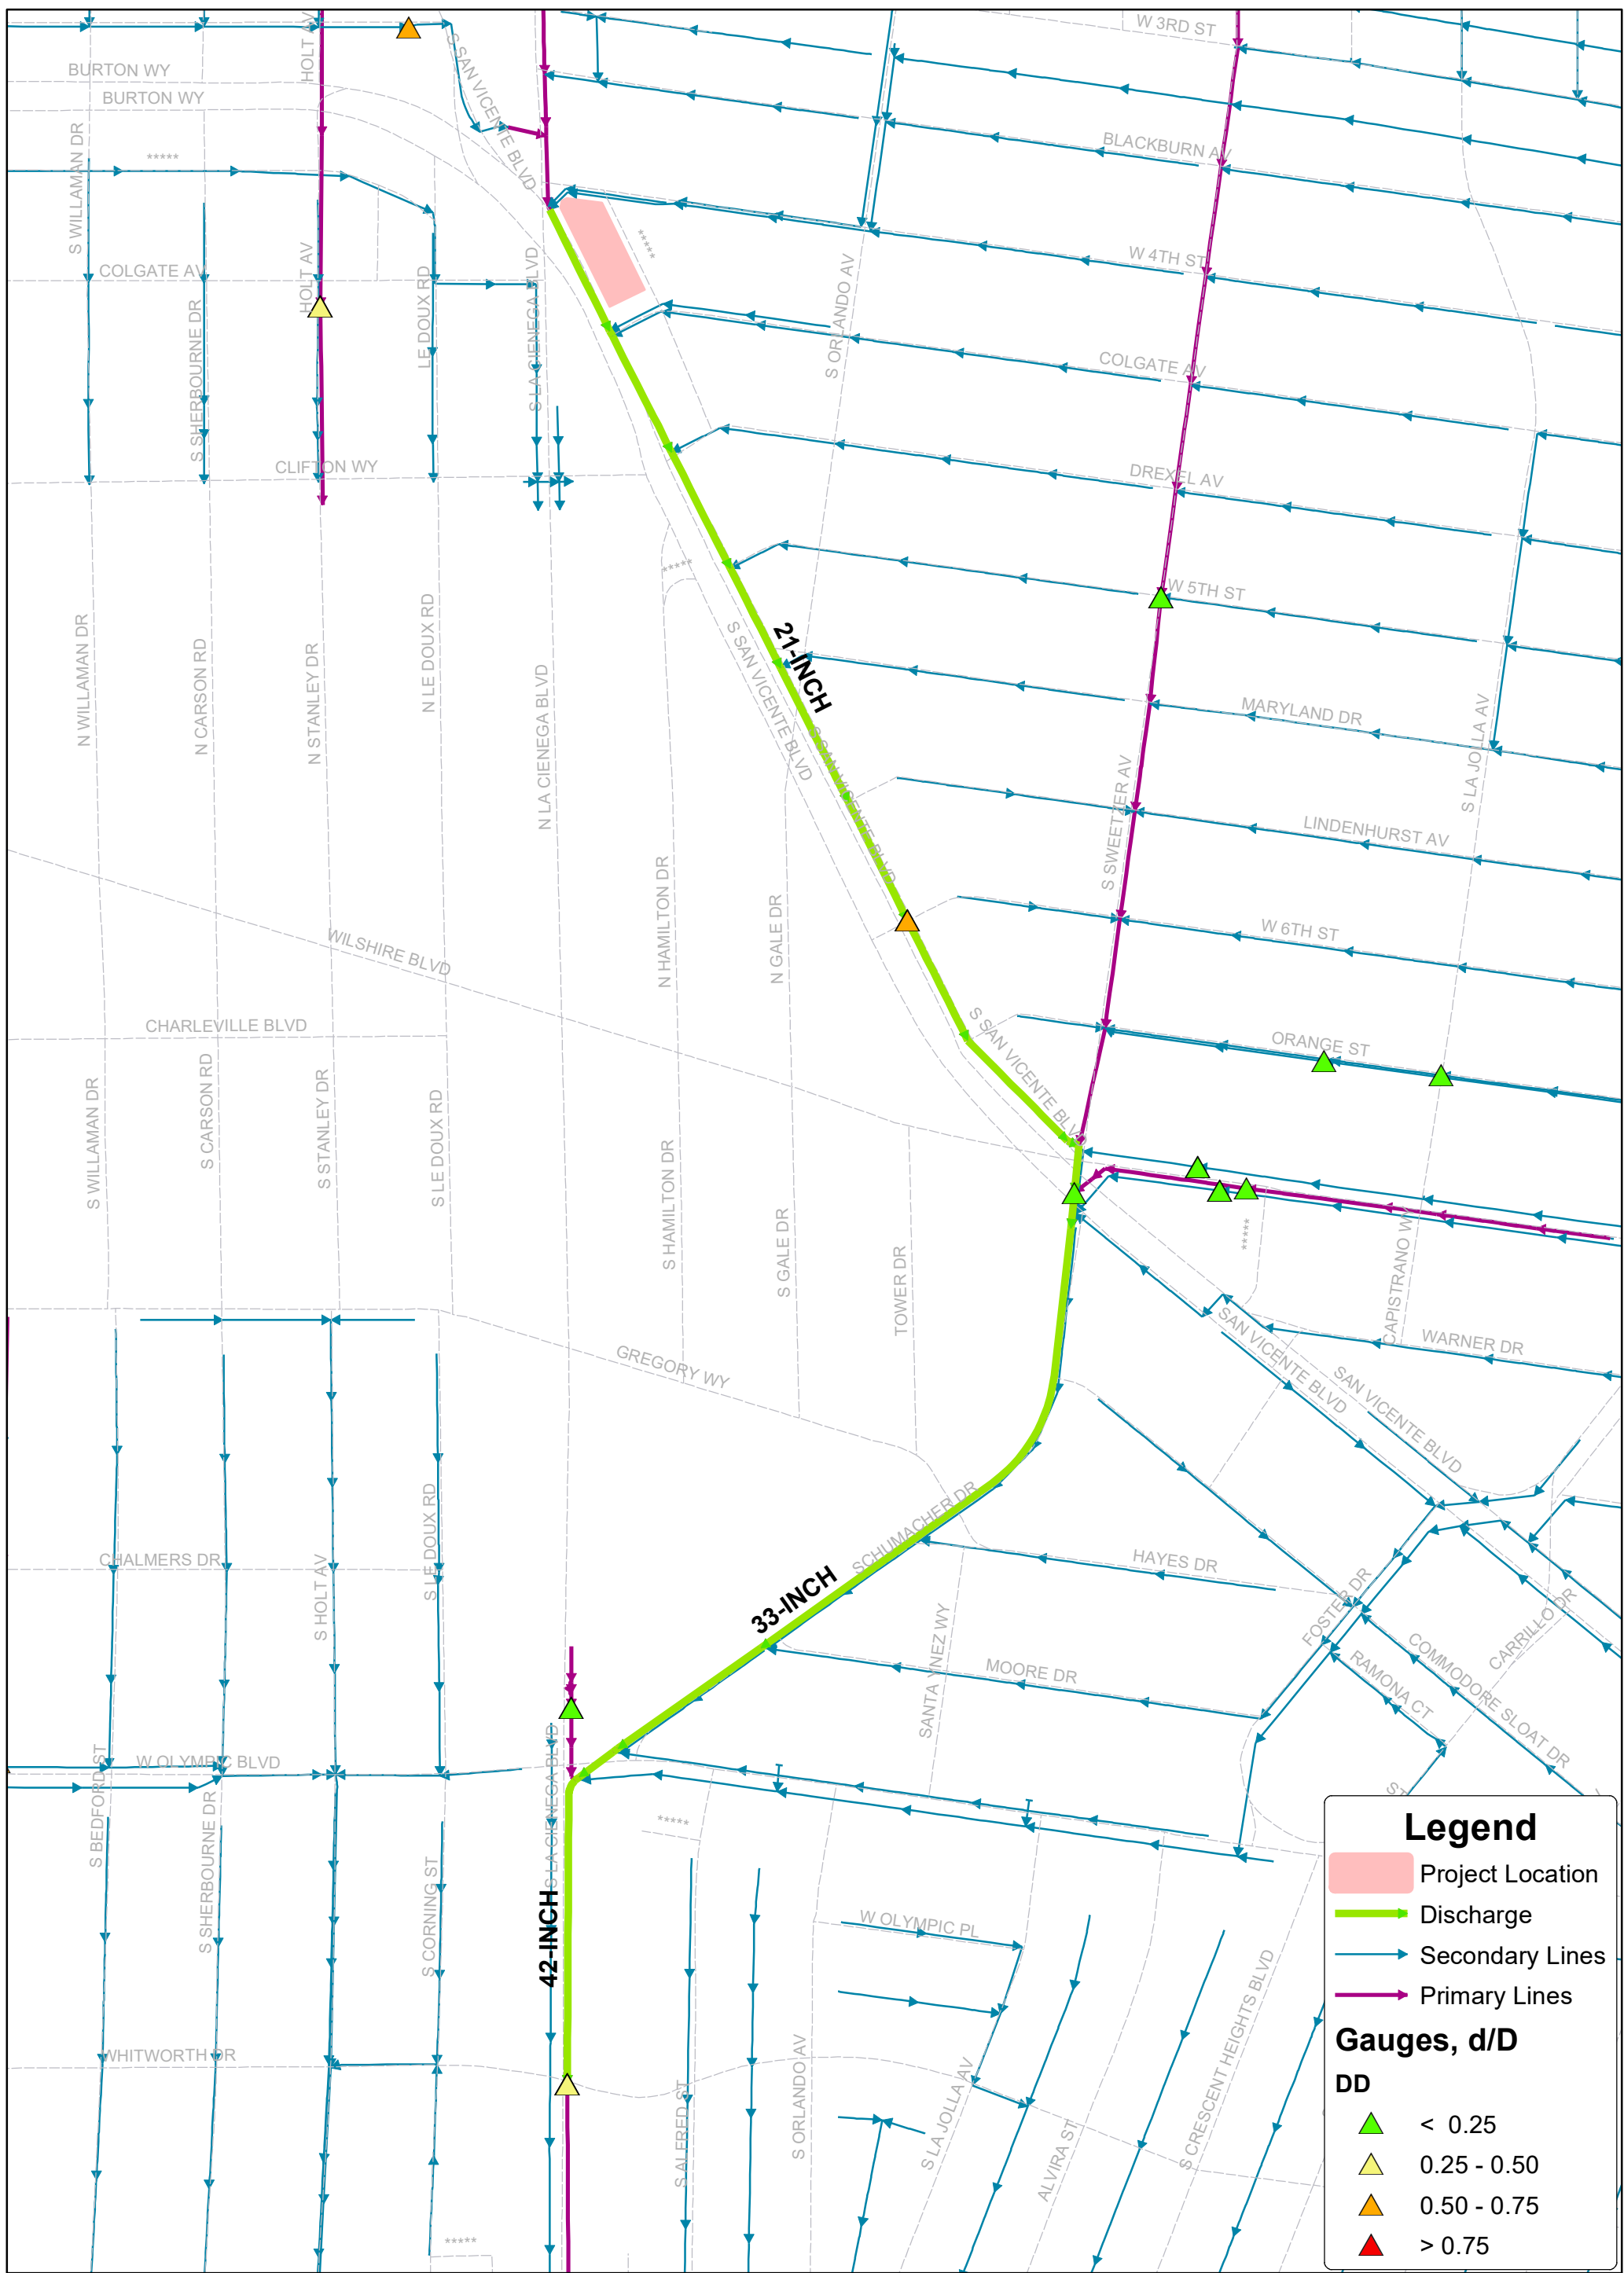 W 3RD ST
HOLT AV
S SAN VICENTE BLVD
BURTON WY
BURTON WY
S WILLAMAN DR
*****
BLACKBURN AV
*****
W 4TH ST
COLGATE AV
HOLT AV
LE DOUX RD
S LA CIENEGA BLVD
S ORLANDO AV
S SHERBOURNE DR
COLGATE AV
CLIFTON WY
DREXEL AV
*****
W 5TH ST
N WILLAMAN DR
N CARSON RD
N STANLEY DR
N LE DOUX RD
N LA CIENEGA BLVD
S SAN VICENTE BLVD
21-INCH
S SAN VICENTE BLVD
MARYLAND DR
S LA JOLLA AV
S SWEETZER AV
LINDENHURST AV
N HAMILTON DR
N GALE DR
W 6TH ST
WILSHIRE BLVD
CHARLEVILLE BLVD
S SAN VICENTE BLVD
ORANGE ST
S WILLAMAN DR
S CARSON RD
S STANLEY DR
S LE DOUX RD
S HAMILTON DR
S GALE DR
TOWER DR
*****
CAPISTRANO W
SAN VICENTE BLVD
WARNER DR
SAN VICENTE BLVD
GREGORY WY
SCHUMACHER DR
CHALMERS DR
S HOLT AV
S LE DOUX RD
HAYES DR
33-INCH
FOSTER DR
CARRILLO DR
COMMODORE SLOAT DR
RAMONA CT
SANTA YNEZ WY
MOORE DR
W OLYMPIC BLVD
S BEDFORD ST
S SHERBOURNE DR
S CORNING ST
S LA CIENEGA BLVD
*****
42-INCH
W OLYMPIC PL
ST
WHITWORTH DR
S ALFRED ST
S ORLANDO AV
S LA JOLLA AV
ALVIRA ST
S CRESCENT HEIGHTS BLVD
*****
Legend
Project Location
Discharge
Secondary Lines
Primary Lines
Gauges, d/D
DD
< 0.25
0.25 - 0.50
0.50 - 0.75
> 0.75